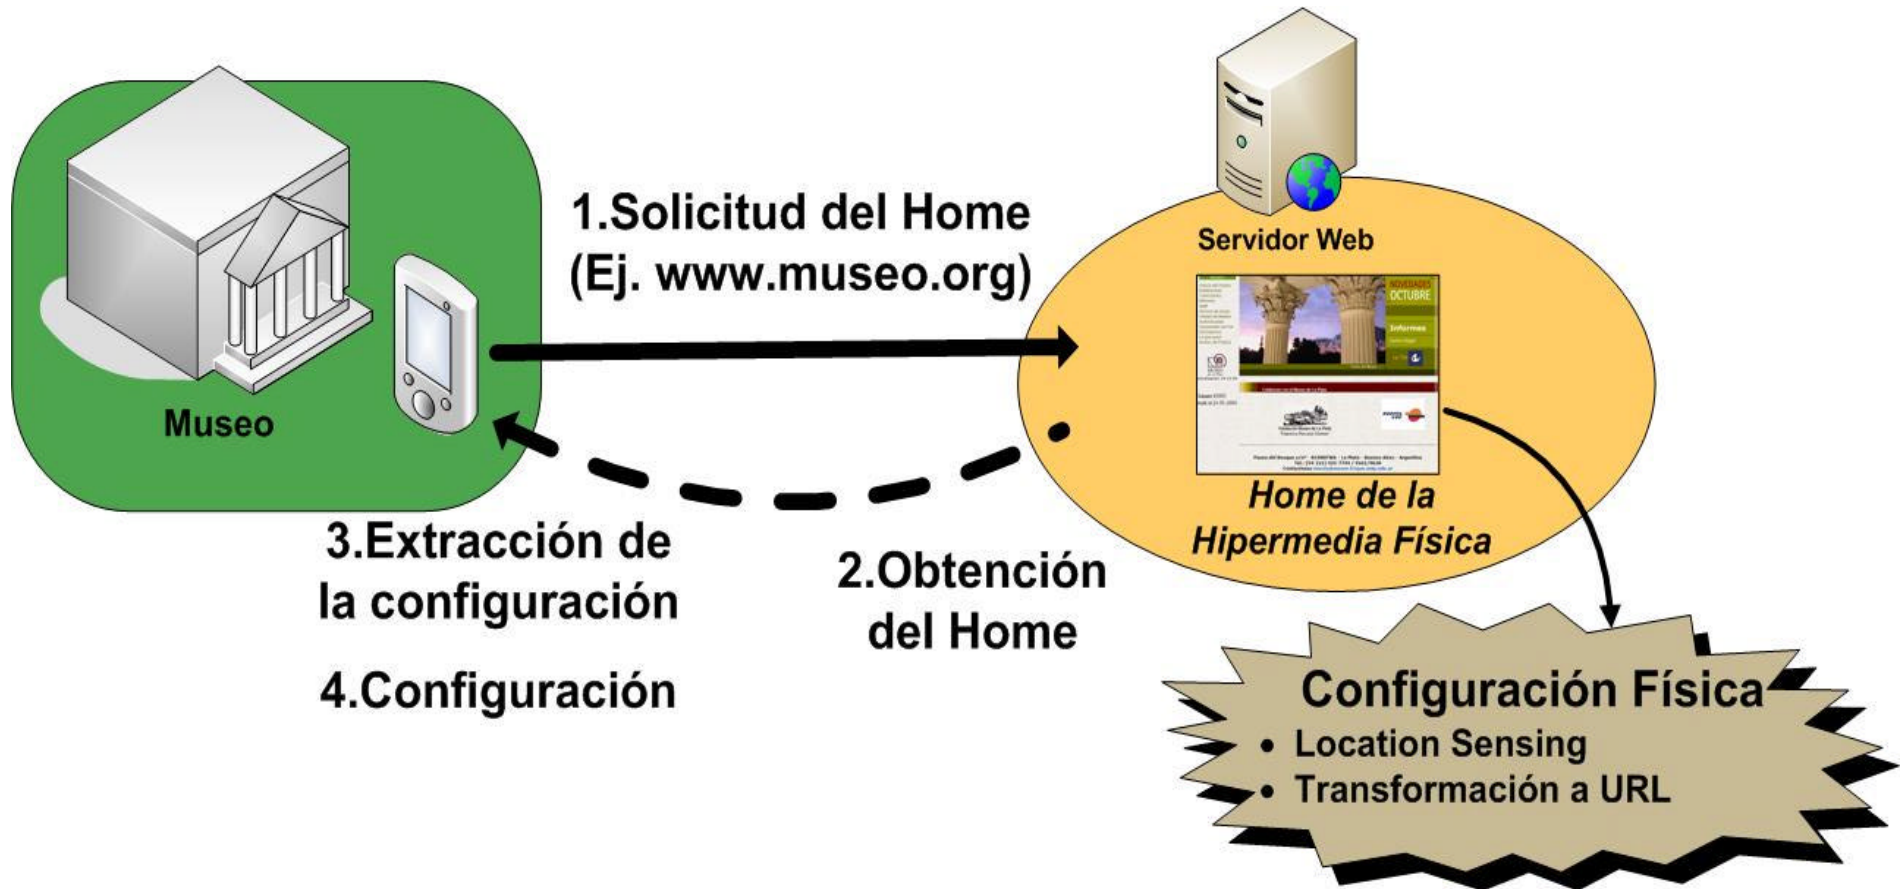 1.Solicitud del Home
(Ej. www.museo.org)
Museo
Servidor Web
NOVEDADES
OCTUBRE
Informes
Home de la
Hipermedia Física
3.Extracción de
la configuración
2.Obtención
del Home
4.Configuración
Configuración Física
• Location Sensing
• Transformación a URL